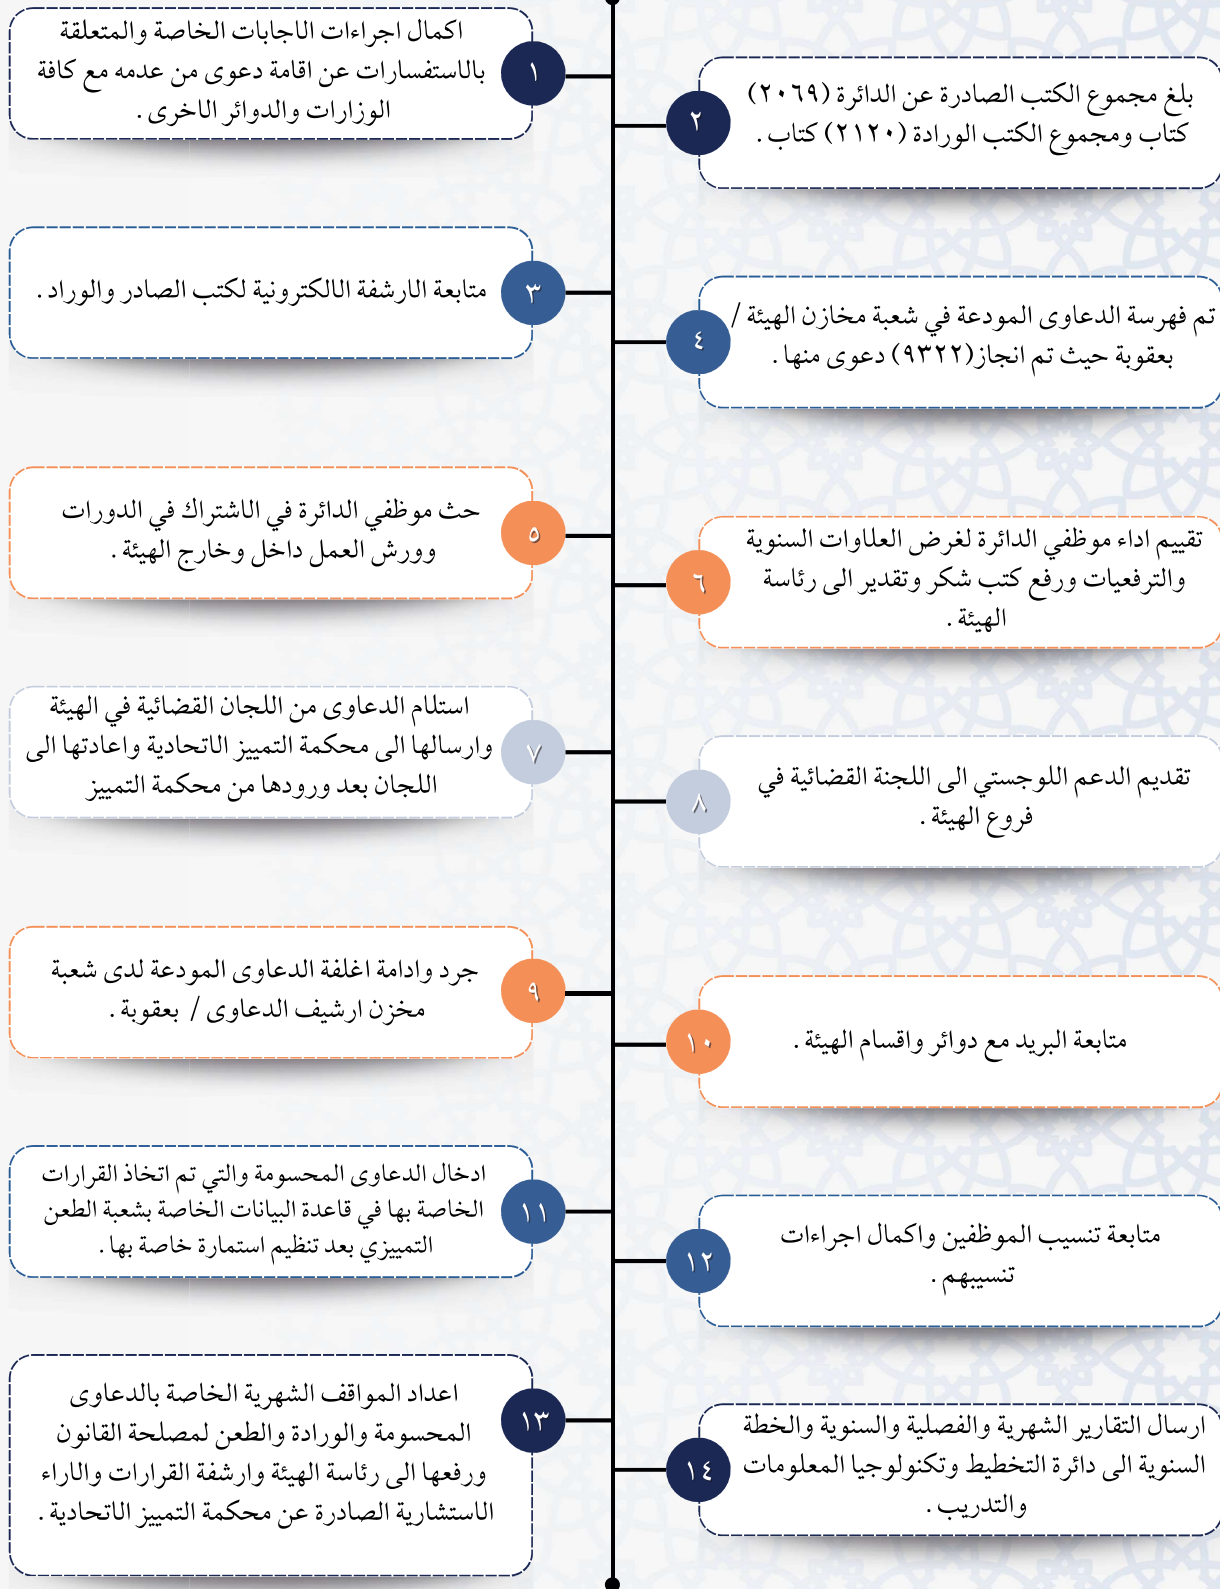 ١
اكمال اجراءات الاجابات الخاصة والمتعلقة
بالاستفسارات عن اقامة دعوى من عدمه مع كافة
الوزارات والدوائر الاخرى .
٢
بلغ مجموع الكتب الصادرة عن الدائرة (٢٠٦٩)
كتاب ومجموع الكتب الورادة (٢١٢٠) كتاب .
٣
متابعة الارشفة الالكترونية لكتب الصادر والوراد .
٤
تم فهرسة الدعاوى المودعة في شعبة مخازن الهيئة /
بعقوبة حيث تم انجاز(٩٣٢٢) دعوى منها .
٥
حث موظفي الدائرة في الاشتراك في الدورات
وورش العمل داخل وخارج الهيئة .
٦
تقييم اداء موظفي الدائرة لغرض العلاوات السنوية
والترفعيات ورفع كتب شكر وتقدير الى رئاسة
الهيئة .
٧
استلام الدعاوى من اللجان القضائية في الهيئة
وارسالها الى محكمة التمييز الاتحادية واعادتها الى
اللجان بعد ورودها من محكمة التمييز
٨
تقديم الدعم اللوجستي الى اللجنة القضائية في
فروع الهيئة .
٩
جرد وادامة اغلفة الدعاوى المودعة لدى شعبة
مخزن ارشيف الدعاوى / بعقوبة .
١٠
متابعة البريد مع دوائر واقسام الهيئة .
١١
ادخال الدعاوى المحسومة والتي تم اتخاذ القرارات
الخاصة بها في قاعدة البيانات الخاصة بشعبة الطعن
التمييزي بعد تنظيم استمارة خاصة بها .
١٢
متابعة تنسيب الموظفين واكمال اجراءات
تنسيبهم .
١٣
اعداد المواقف الشهرية الخاصة بالدعاوى
المحسومة والورادة والطعن لمصلحة القانون
ورفعها الى رئاسة الهيئة وارشفة القرارات والاراء
الاستشارية الصادرة عن محكمة التمييز الاتحادية .
١٤
ارسال التقارير الشهرية والفصلية والسنوية والخطة
السنوية الى دائرة التخطيط وتكنولوجيا المعلومات
والتدريب .